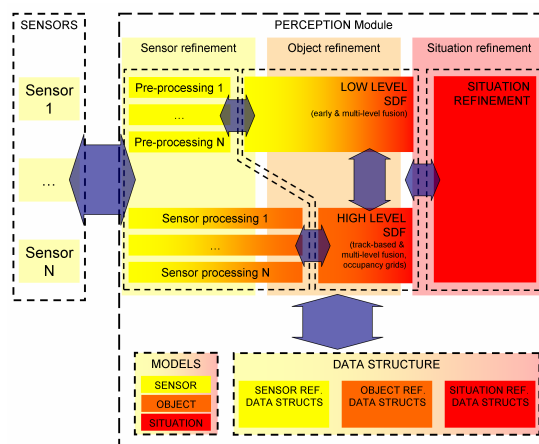 SENSORS
PERCEPTION Module
Sensor refinement
Object refinement
Situation refinement
Sensor
1
…
Sensor
N
Pre-processing 1
…
Pre-processing N
LOW LEVEL
SDF
(early & multi-level fusion)
SITUATION
REFINEMENT
Sensor processing 1
…
Sensor processing N
HIGH LEVEL
SDF
(track-based &
multi-level fusion,
occupancy grids)
MODELS
SENSOR
OBJECT
SITUATION
DATA STRUCTURE
SENSOR REF.
DATA STRUCTS
OBJECT REF.
DATA STRUCTS
SITUATION REF.
DATA STRUCTS